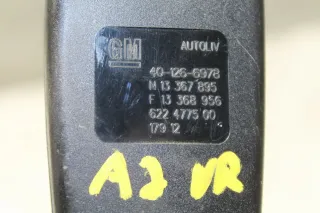 GM AUTOLIV
40-126-6978
M 13 367 895
F 13 368 956
622 4775 00
179 12
A2 VR